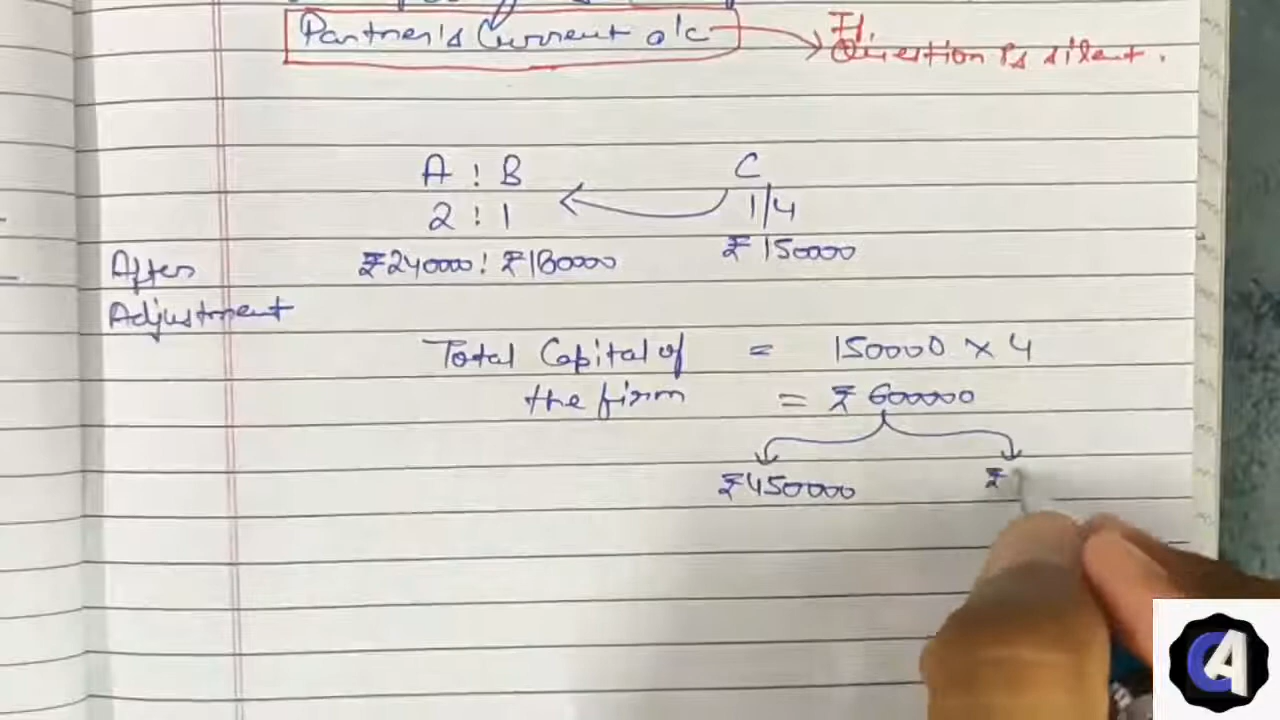 Partner's Current a/c
If
Question is silent.
A : B C
2 : 1 1/4
After ₹240000 : ₹180000 ₹150000
Adjustment
Total Capital of = 150000 × 4
the firm = ₹600000
₹450000 ₹
CA